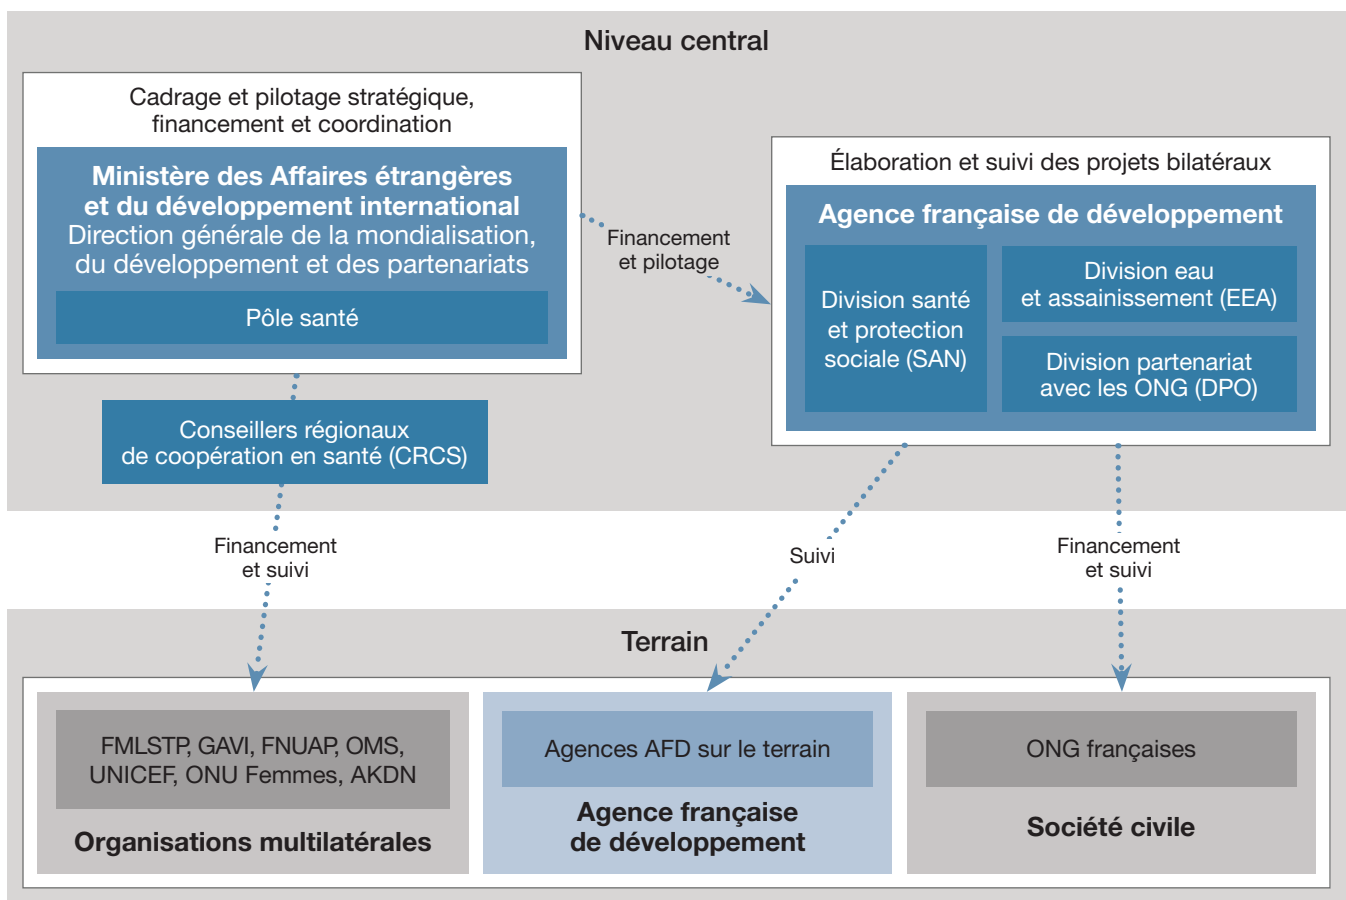 Niveau central
Cadrage et pilotage stratégique,
financement et coordination
Ministère des Affaires étrangères
et du développement international
Direction générale de la mondialisation,
du développement et des partenariats
Pôle santé
Conseillers régionaux
de coopération en santé (CRCS)
Financement
et pilotage
Élaboration et suivi des projets bilatéraux
Agence française de développement
Division santé
et protection
sociale (SAN)
Division eau
et assainissement (EEA)
Division partenariat
avec les ONG (DPO)
Financement
et suivi
Suivi
Financement
et suivi
Terrain
FMLSTP, GAVI, FNUAP, OMS,
UNICEF, ONU Femmes, AKDN
Organisations multilatérales
Agences AFD sur le terrain
Agence française
de développement
ONG françaises
Société civile